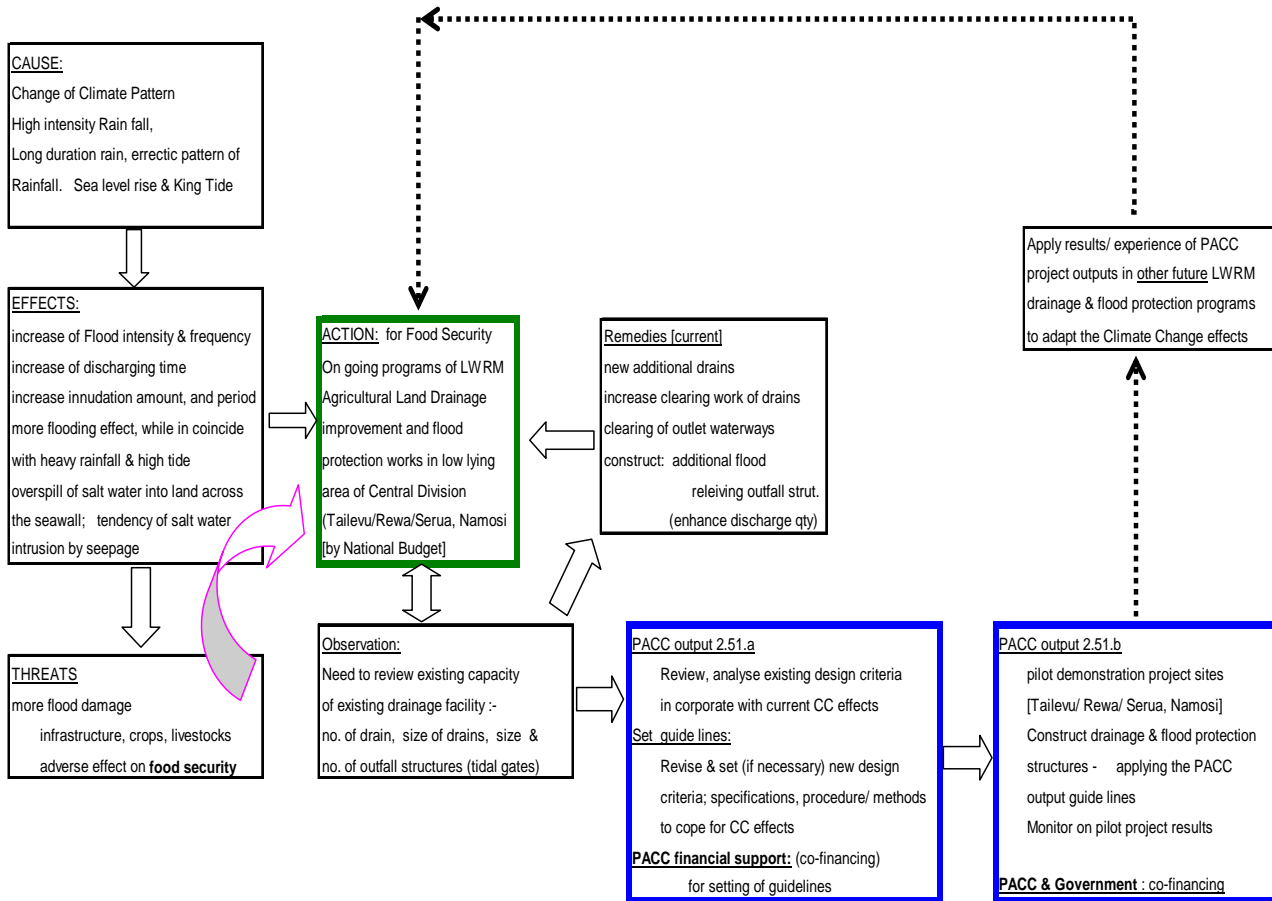 CAUSE:
Change of Climate Pattern
High intensity Rain fall,
Long duration rain, errectic pattern of
Rainfall. Sea level rise & King Tide
EFFECTS:
increase of Flood intensity & frequency
increase of discharging time
increase innudation amount, and period
more flooding effect, while in coincide
with heavy rainfall & high tide
overspill of salt water into land across
the seawall; tendency of salt water
intrusion by seepage
THREATS
more flood damage
infrastructure, crops, livestocks
adverse effect on food security
ACTION: for Food Security
On going programs of LWRM
Agricultural Land Drainage
improvement and flood
protection works in low lying
area of Central Division
(Tailevu/Rewa/Serua, Namosi
[by National Budget]
Observation:
Need to review existing capacity
of existing drainage facility :-
no. of drain, size of drains, size &
no. of outfall structures (tidal gates)
Remedies [current]
new additional drains
increase clearing work of drains
clearing of outlet waterways
construct: additional flood
releiving outfall strut.
(enhance discharge qty)
PACC output 2.51.a
Review, analyse existing design criteria
in corporate with current CC effects
Set guide lines:
Revise & set (if necessary) new design
criteria; specifications, procedure/ methods
to cope for CC effects
PACC financial support: (co-financing)
for setting of guidelines
PACC output 2.51.b
pilot demonstration project sites
[Tailevu/ Rewa/ Serua, Namosi]
Construct drainage & flood protection
structures - applying the PACC
output guide lines
Monitor on pilot project results
PACC & Government : co-financing
Apply results/ experience of PACC
project outputs in other future LWRM
drainage & flood protection programs
to adapt the Climate Change effects